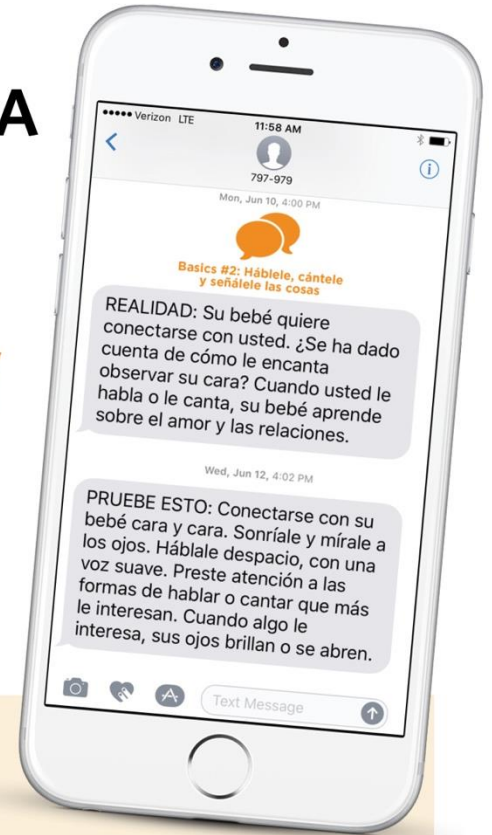 A
Verizon LTE
11:58 AM
797-979
Mon, Jun 10, 4:00 PM
Basics #2: Háblele, cántele
y señálele las cosas
REALIDAD: Su bebé quiere
conectarse con usted. ¿Se ha dado
cuenta de cómo le encanta
observar su cara? Cuando usted le
habla o le canta, su bebé aprende
sobre el amor y las relaciones.
Wed, Jun 12, 4:02 PM
PRUEBE ESTO: Conectarse con su
bebé cara y cara. Sonríale y mírale a
los ojos. Háblale despacio, con una
voz suave. Preste atención a las
formas de hablar o cantar que más
le interesan. Cuando algo le
interesa, sus ojos brillan o se abren.
Text Message